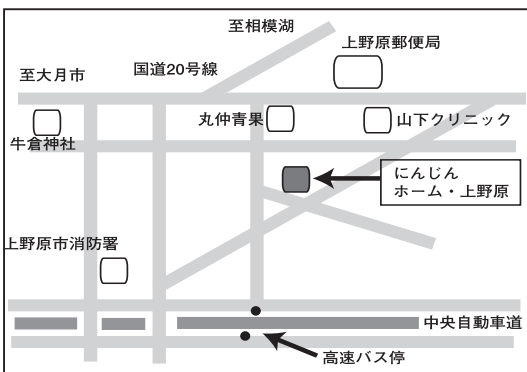 至相模湖
上野原郵便局
国道20号線
至大月市
丸仲青果
山下クリニック
牛倉神社
にんじん
ホーム・上野原
上野原市消防署
中央自動車道
高速バス停